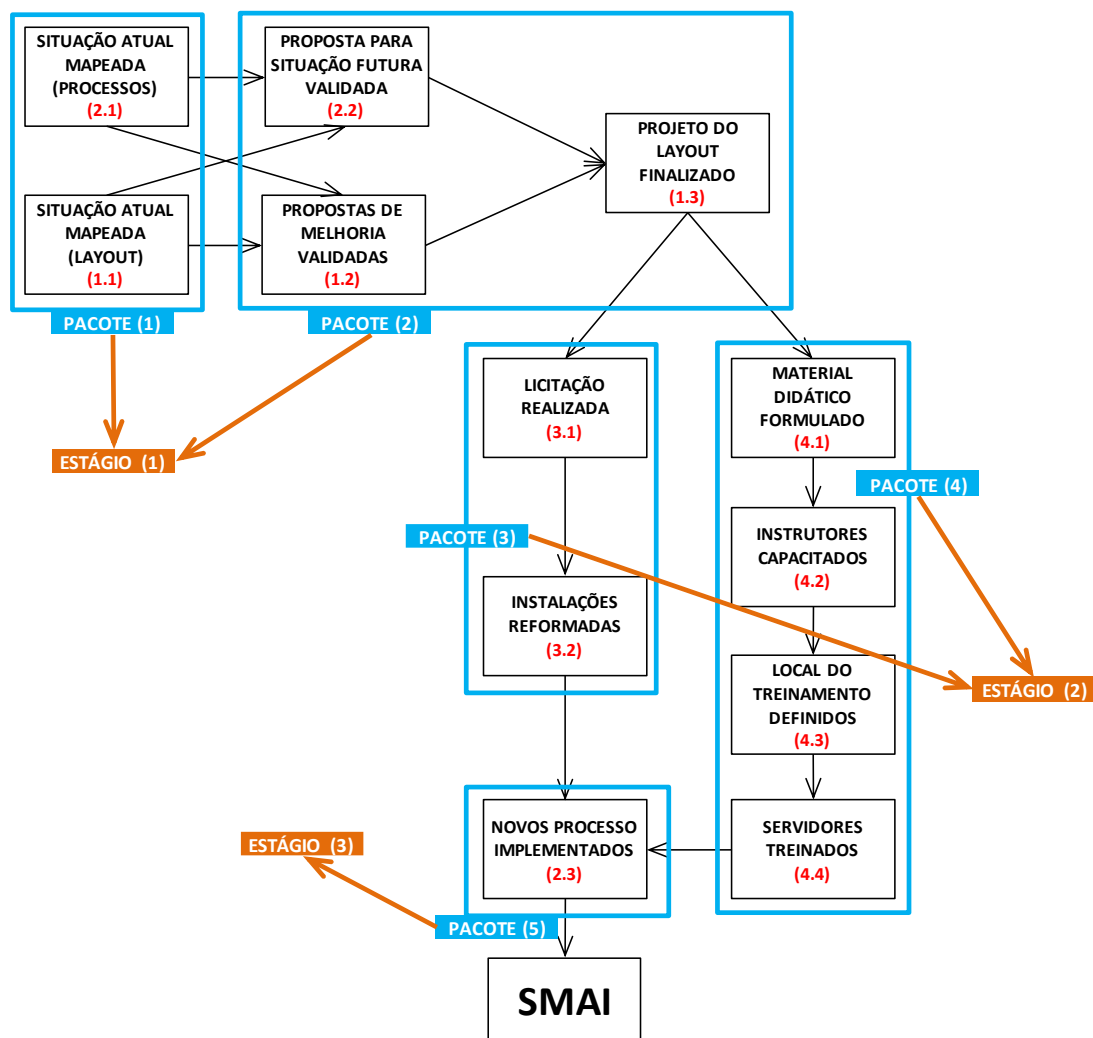 SITUAÇÃO ATUAL
MAPEADA
(PROCESSOS)
(2.1)
PROPOSTA PARA
SITUAÇÃO FUTURA
VALIDADA
(2.2)
PROJETO DO
LAYOUT
FINALIZADO
(1.3)
SITUAÇÃO ATUAL
MAPEADA
(LAYOUT)
(1.1)
PROPOSTAS DE
MELHORIA
VALIDADAS
(1.2)
PACOTE (1)
PACOTE (2)
ESTÁGIO (1)
LICITAÇÃO
REALIZADA
(3.1)
MATERIAL
DIDÁTICO
FORMULADO
(4.1)
PACOTE (4)
PACOTE (3)
INSTRUTORES
CAPACITADOS
(4.2)
INSTALAÇÕES
REFORMADAS
(3.2)
LOCAL DO
TREINAMENTO
DEFINIDOS
(4.3)
ESTÁGIO (2)
NOVOS PROCESSO
IMPLEMENTADOS
(2.3)
SERVIDORES
TREINADOS
(4.4)
ESTÁGIO (3)
PACOTE (5)
SMAI